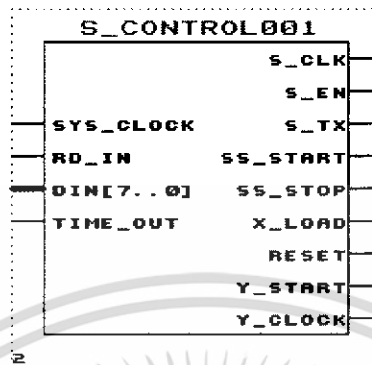 S_CONTROL001
S_CLK
S_EN
SYS_CLOCK S_TX
RD_IN SS_START
DIN[7..0] SS_STOP
TIME_OUT X_LOAD
RESET
Y_START
Y_CLOCK
2